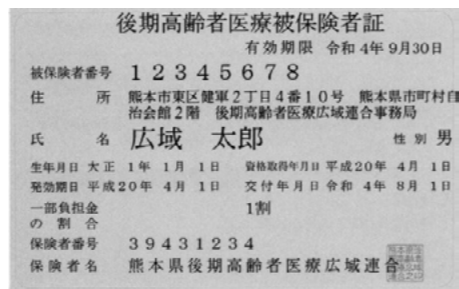 後期高齢者医療被保険者証
有効期限 令和 4年 9月30日
被保険者番号 12345678
住所 熊本市東区健軍2丁目4番10号 熊本県市町村自
治会館2階 後期高齢者医療広域連合事務局
氏名 広域 太郎 性別 男
生年月日 大正 1年 1月 1日 資格取得年月日 平成20年 4月 1日
発効期日 平成20年 4月 1日 交付年月日 令和 4年 8月 1日
一部負担金 1割
の割合
保険者番号 39431234
保険者名 熊本県後期高齢者医療広域連合